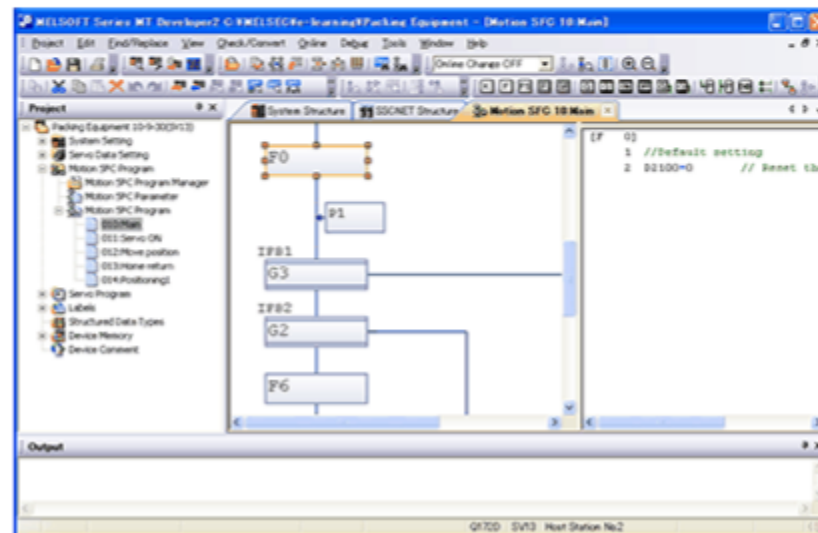 MELSOFT Series MT Developer2 C:¥MELSEC¥e-learning¥Packing Equipment - [Motion SFC 10:Main]
Project Edit Find/Replace View Check/Convert Online Debug Tools Window Help
Online Change OFF
Project
System Structure
SSCNET Structure
Motion SFC 10:Main
Packing Equipment 10-9-30(SV13)
System Setting
Servo Data Setting
Motion SFC Program
Motion SFC Program Manager
Motion SFC Parameter
Motion SFC Program
010:Main
011:Servo ON
012:Move position
013:Home return
014:Positioning1
Servo Program
Labels
Structured Data Types
Device Memory
Device Comment
F0
P1
IFB1
G3
IFB2
G2
F6
[F 0]
1 //Default setting
2 D2100=0 // Reset th
Output
Q172D SV13 Host Station No2